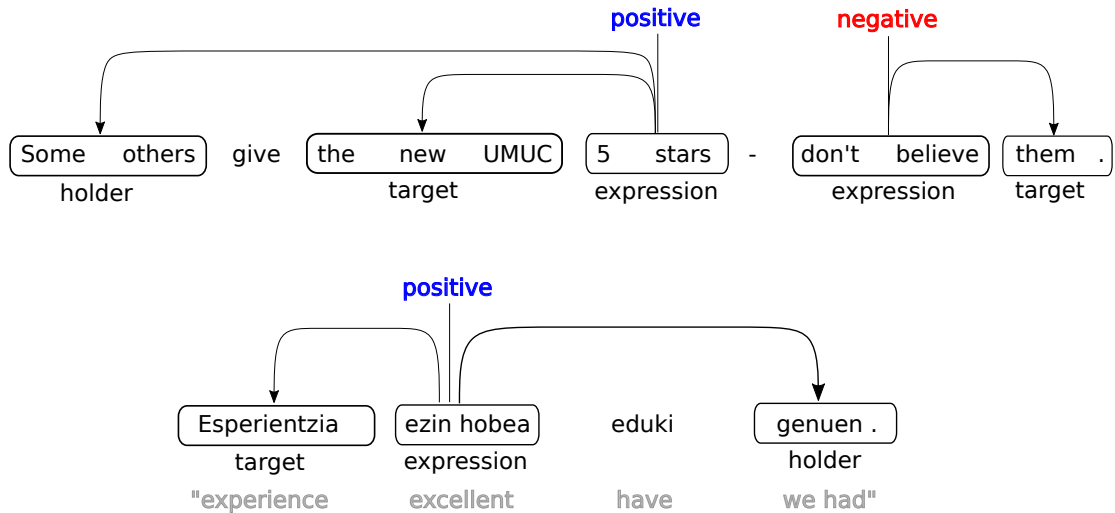 positive negative
Some others give the new UMUC 5 stars - don't believe them .
holder target expression expression target
positive
Esperientzia ezin hobea eduki genuen .
target expression holder
"experience excellent have we had"